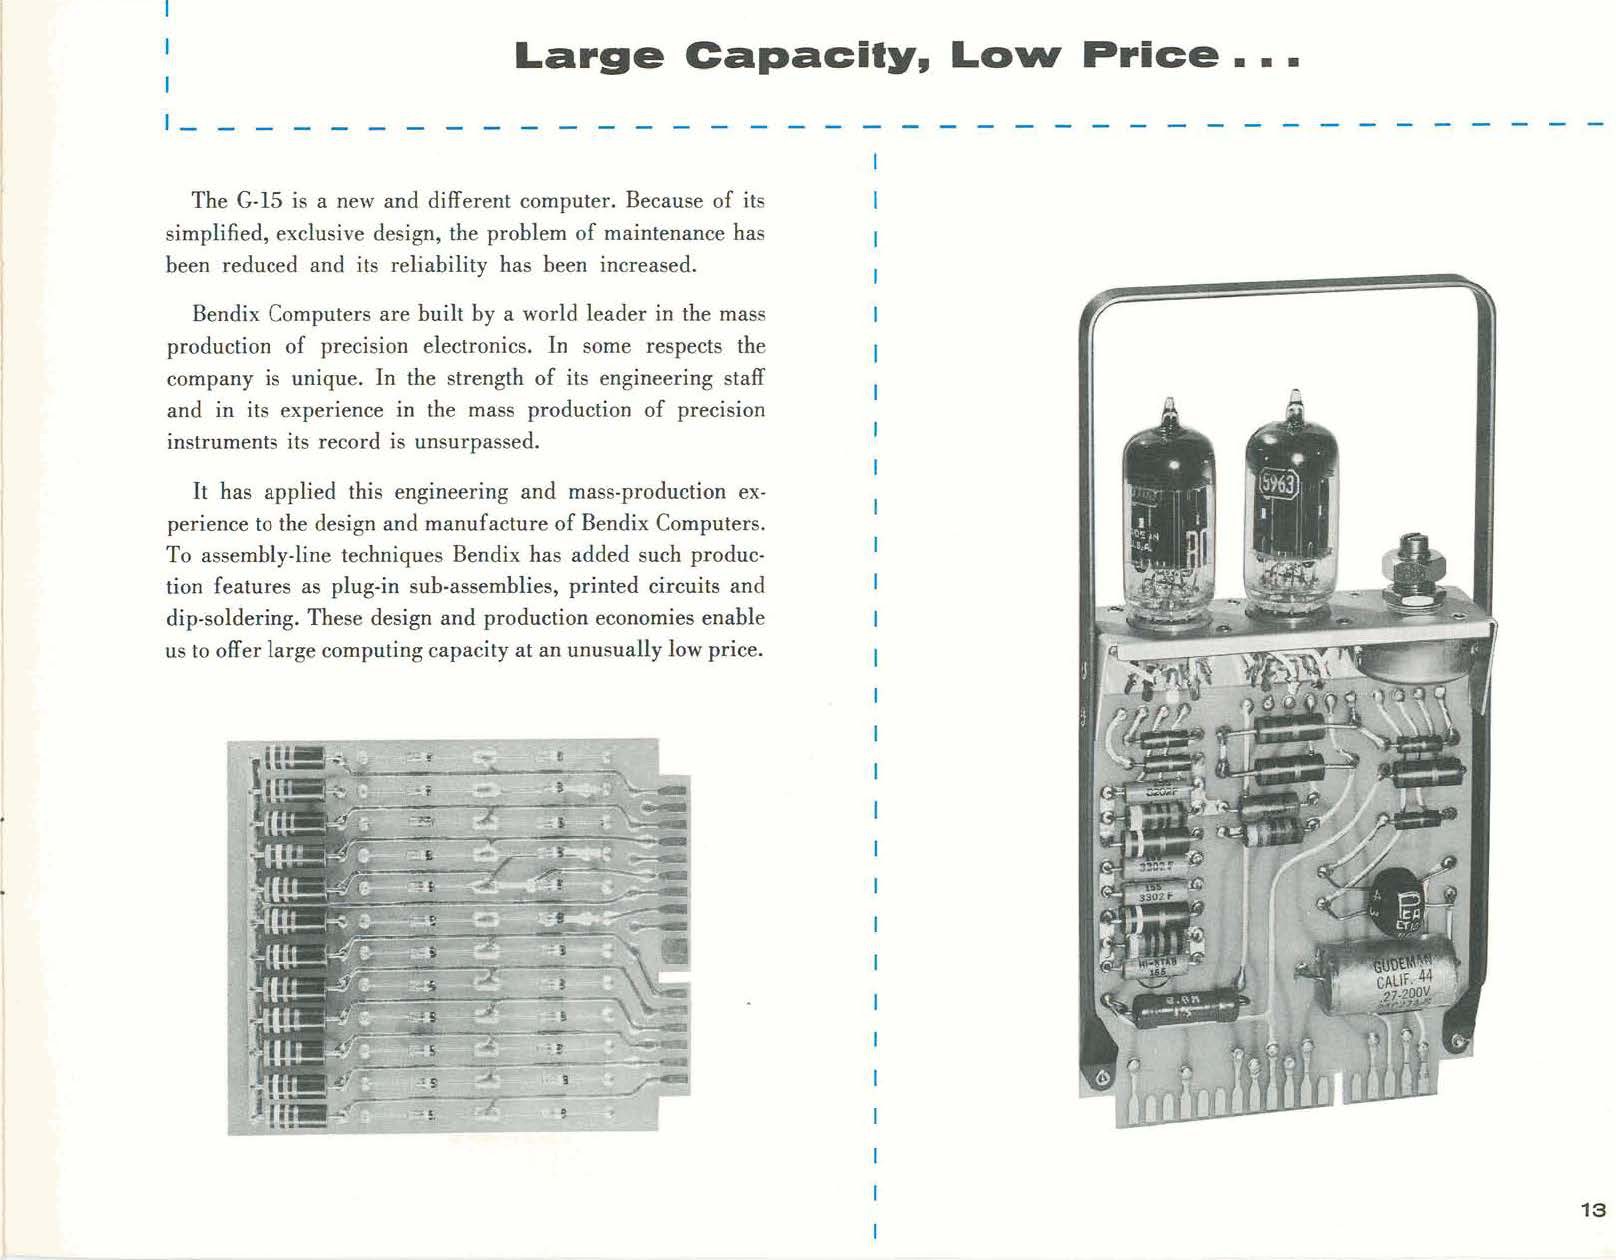 Large Capacity, Low Price . . .
The G-15 is a new and different computer. Because of its
simplified, exclusive design, the problem of maintenance has
been reduced and its reliability has been increased.
Bendix Computers are built by a world leader in the mass
production of precision electronics. In some respects the
company is unique. In the strength of its engineering staff
and in its experience in the mass production of precision
instruments its record is unsurpassed.
It has applied this engineering and mass-production ex-
perience to the design and manufacture of Bendix Computers.
To assembly-line techniques Bendix has added such produc-
tion features as plug-in sub-assemblies, printed circuits and
dip-soldering. These design and production economies enable
us to offer large computing capacity at an unusually low price.
5963
3302 F
155
3302 F
HI-STAB
155
GUDEMAN
CALIF. 44
.27-200V
13